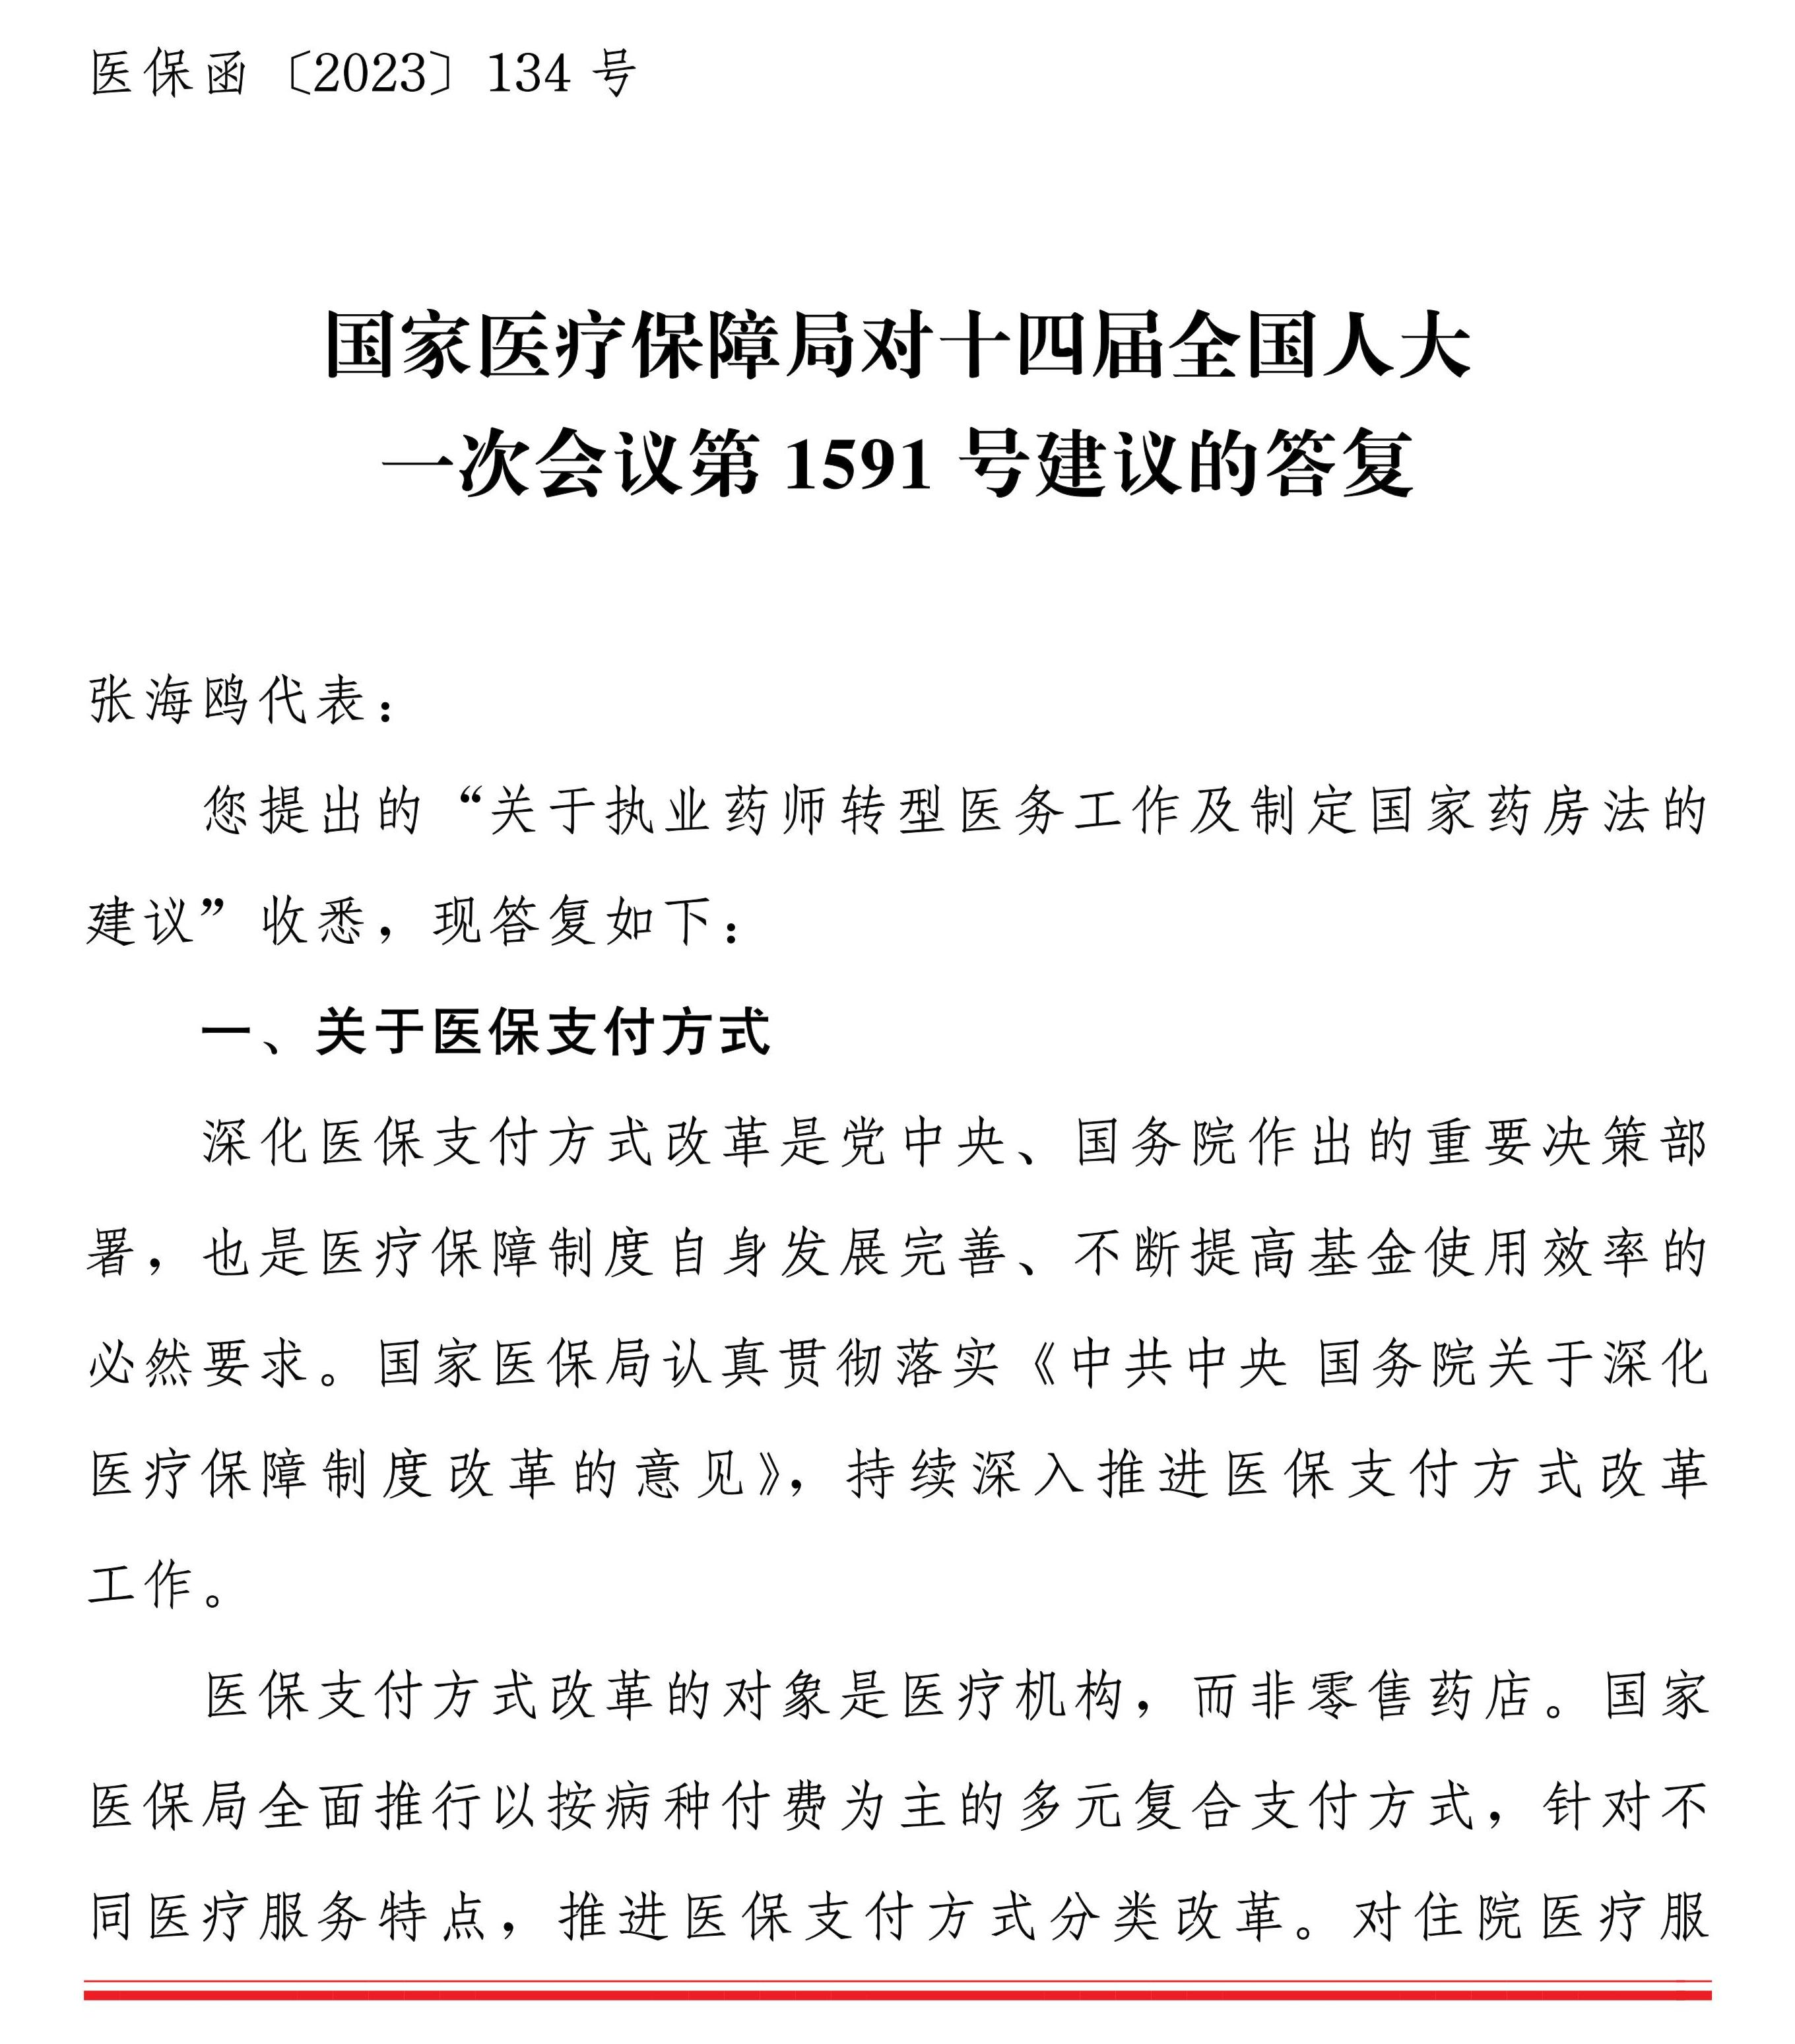 医保函〔2023〕134 号
国家医疗保障局对十四届全国人大
一次会议第 1591 号建议的答复
张海鸥代表：
您提出的“关于执业药师转型医务工作及制定国家药房法的
建议”收悉，现答复如下：
一、关于医保支付方式
深化医保支付方式改革是党中央、国务院作出的重要决策部
署，也是医疗保障制度自身发展完善、不断提高基金使用效率的
必然要求。国家医保局认真贯彻落实《中共中央 国务院关于深化
医疗保障制度改革的意见》，持续深入推进医保支付方式改革
工作。
医保支付方式改革的对象是医疗机构，而非零售药店。国家
医保局全面推行以按病种付费为主的多元复合支付方式，针对不
同医疗服务特点，推进医保支付方式分类改革。对住院医疗服